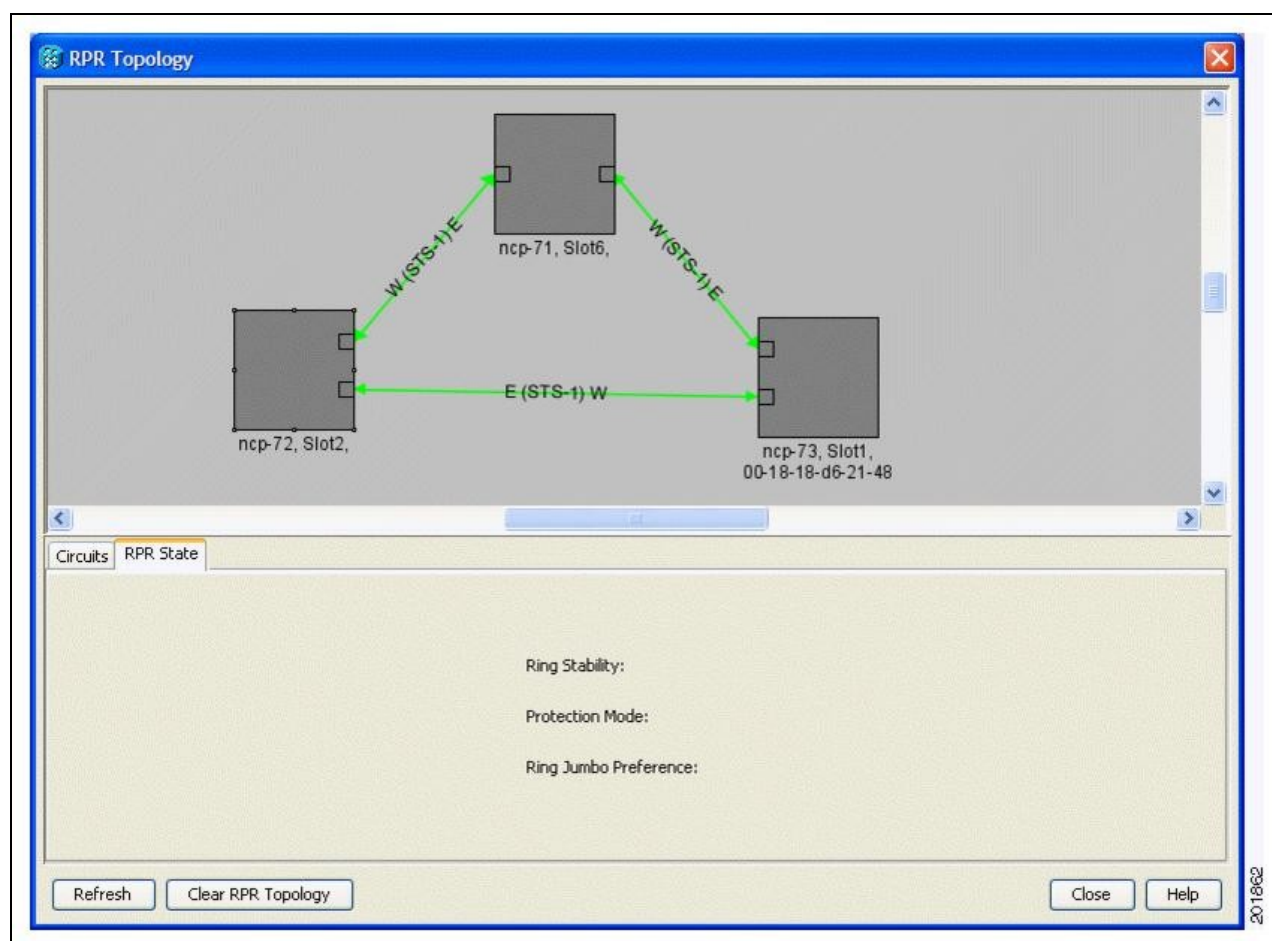 RPR Topology
ncp-71, Slot6,
W (STS-1) E
W (STS-1) E
E (STS-1) W
ncp-72, Slot2,
ncp-73, Slot1,
00-18-18-d6-21-48
Circuits
RPR State
Ring Stability:
Protection Mode:
Ring Jumbo Preference:
Refresh
Clear RPR Topology
Close
Help
201862